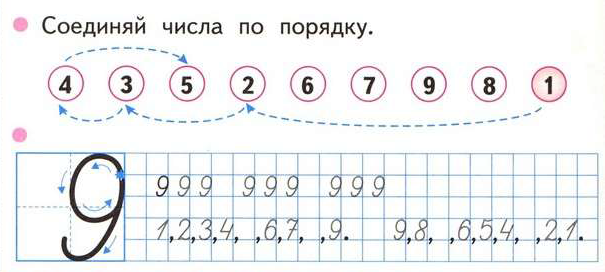 Соединяй числа по порядку.
4 3 5 2 6 7 9 8 1
9 999 999 999
1,2,3,4, ,6,7, ,9. 9,8, ,6,5,4, ,2,1.